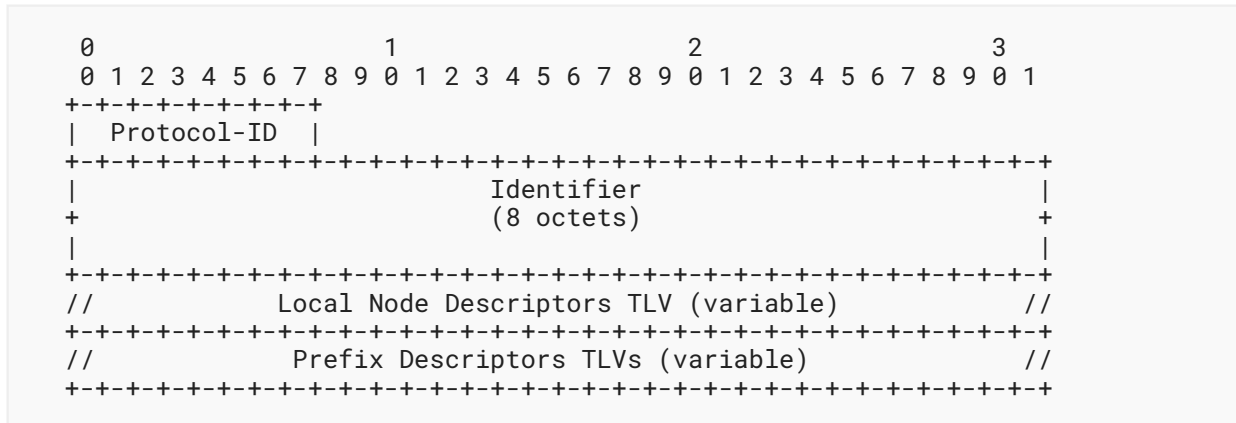 0                   1                   2                   3
 0 1 2 3 4 5 6 7 8 9 0 1 2 3 4 5 6 7 8 9 0 1 2 3 4 5 6 7 8 9 0 1
+-+-+-+-+-+-+-+-+
|  Protocol-ID  |
+-+-+-+-+-+-+-+-+-+-+-+-+-+-+-+-+-+-+-+-+-+-+-+-+-+-+-+-+-+-+-+-+
|                           Identifier                          |
+                           (8 octets)                          +
|                                                               |
+-+-+-+-+-+-+-+-+-+-+-+-+-+-+-+-+-+-+-+-+-+-+-+-+-+-+-+-+-+-+-+-+
//            Local Node Descriptors TLV (variable)            //
+-+-+-+-+-+-+-+-+-+-+-+-+-+-+-+-+-+-+-+-+-+-+-+-+-+-+-+-+-+-+-+-+
//             Prefix Descriptors TLVs (variable)              //
+-+-+-+-+-+-+-+-+-+-+-+-+-+-+-+-+-+-+-+-+-+-+-+-+-+-+-+-+-+-+-+-+